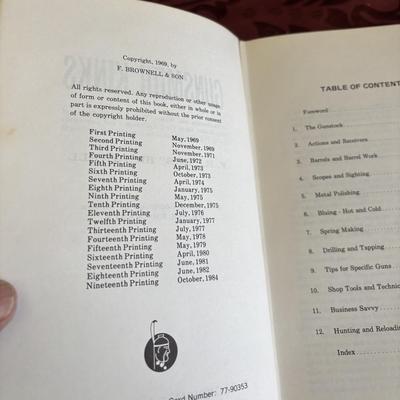 Copyright, 1969, by
F. BROWNELL & SON
All rights reserved. Any reproduction or other usage
of form or content of this book, either in whole or in
part is expressly prohibited without the prior consent
of the copyright holder.
First Printing May, 1969
Second Printing November, 1969
Third Printing November, 1971
Fourth Printing June, 1972
Fifth Printing April, 1973
Sixth Printing October, 1973
Seventh Printing April, 1974
Eighth Printing January, 1975
Ninth Printing May, 1975
Tenth Printing December, 1975
Eleventh Printing July, 1976
Twelfth Printing January, 1977
Thirteenth Printing July, 1977
Fourteenth Printing May, 1978
Fifteenth Printing May, 1979
Sixteenth Printing April, 1980
Seventeenth Printing June, 1981
Eighteenth Printing June, 1982
Nineteenth Printing October, 1984
Card Number: 77-90353
TABLE OF CONTENT
Foreword
1. The Gunstock
2. Actions and Receivers
3. Barrels and Barrel Work
4. Scopes and Sighting
5. Metal Polishing
6. Bluing - Hot and Cold
7. Spring Making
8. Drilling and Tapping
9. Tips for Specific Guns
10. Shop Tools and Technic
11. Business Savvy
12. Hunting and Reloadin
Index